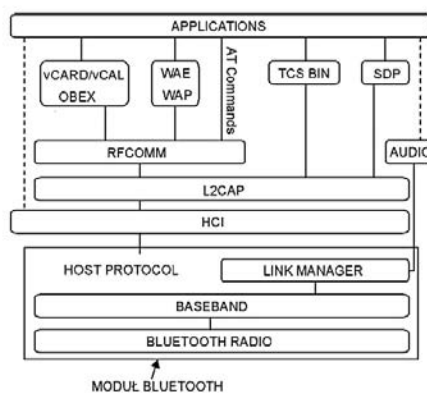 APPLICATIONS
vCARD/vCAL
OBEX
WAE
WAP
AT Commands
TCS BIN
SDP
RFCOMM
AUDIO
L2CAP
HCI
HOST PROTOCOL
LINK MANAGER
BASEBAND
BLUETOOTH RADIO
MODUŁ BLUETOOTH